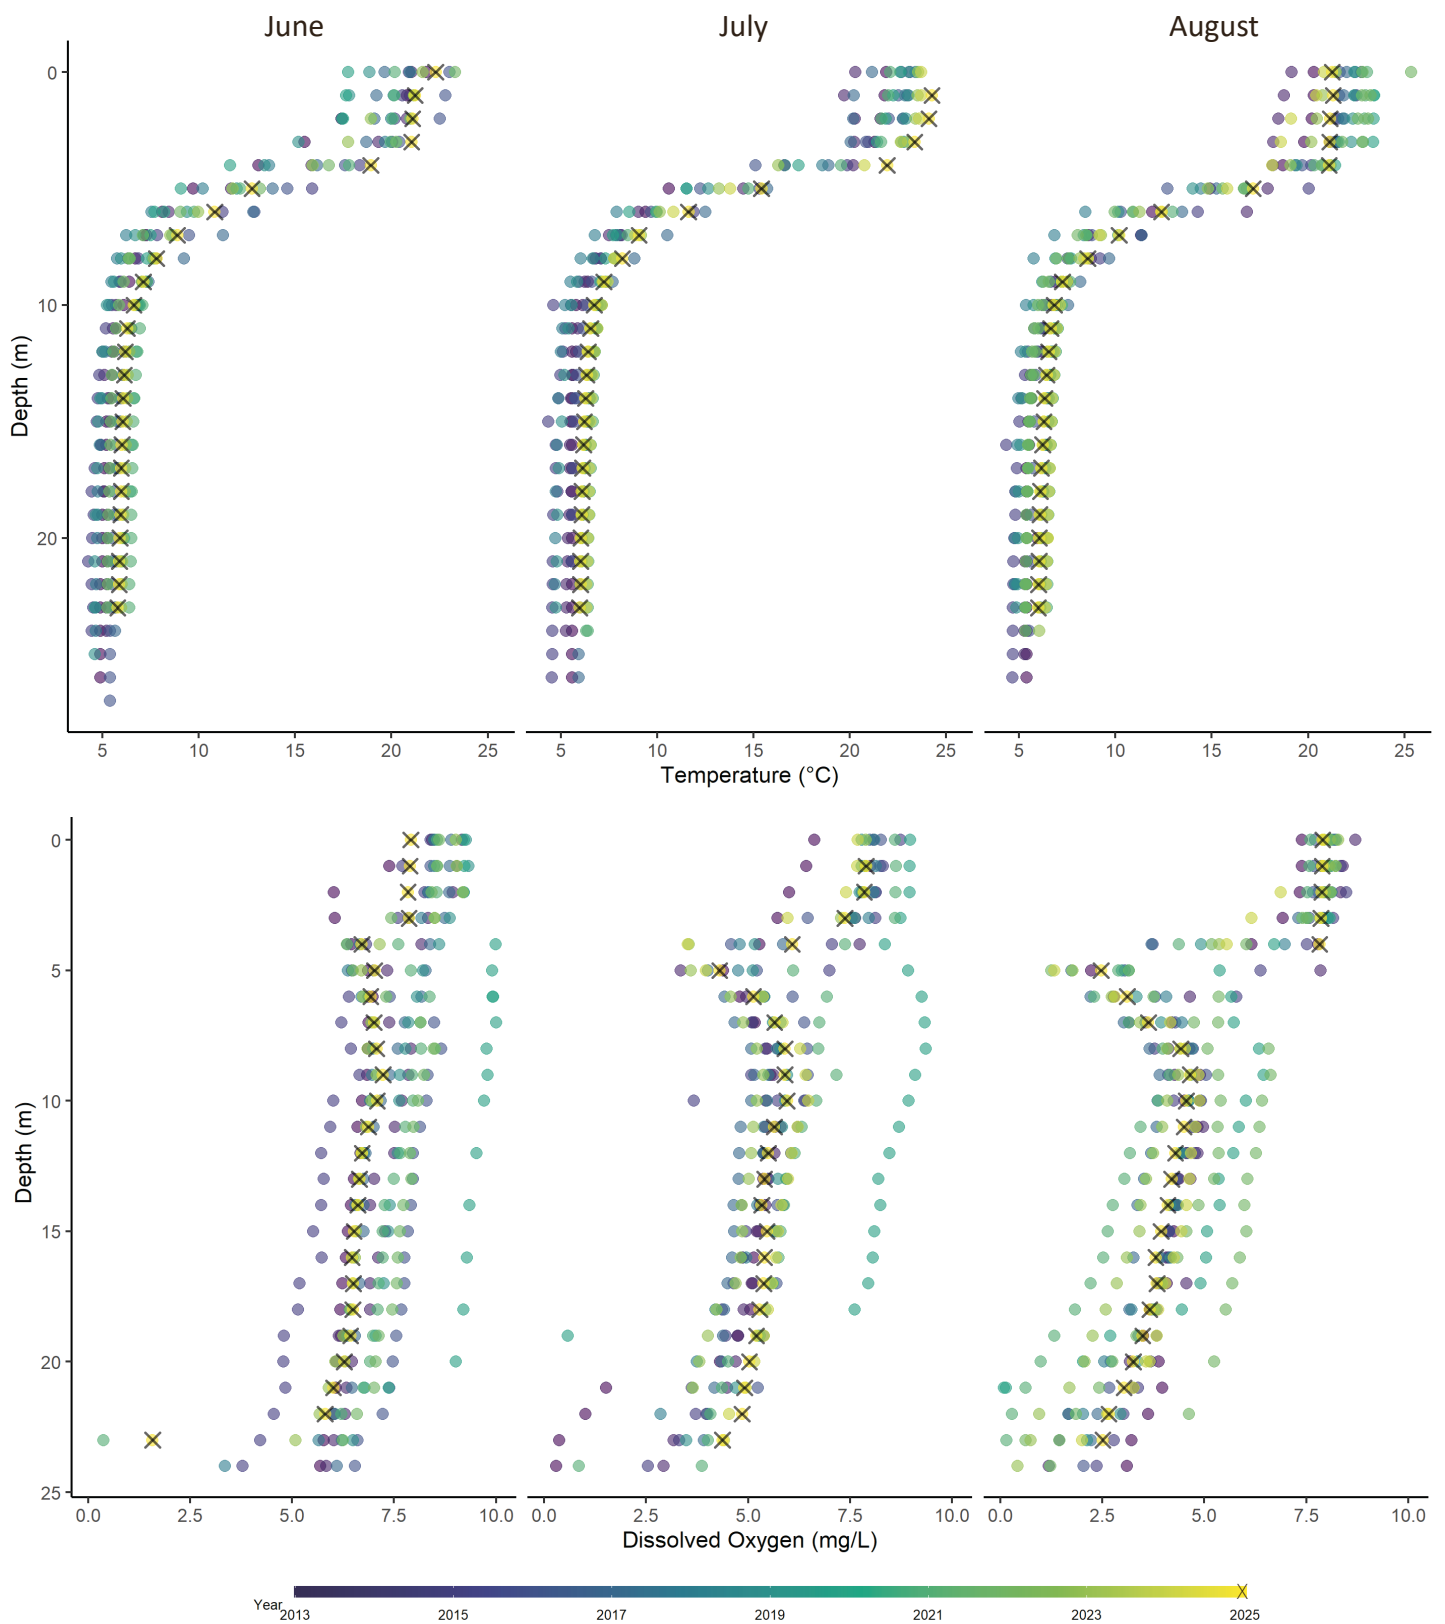 June July August
0
10
20
Depth (m)
5 10 15 20 25 5 10 15 20 25 5 10 15 20 25
Temperature (°C)
0
5
10
15
20
25
Depth (m)
0.0 2.5 5.0 7.5 10.0 0.0 2.5 5.0 7.5 10.0 0.0 2.5 5.0 7.5 10.0
Dissolved Oxygen (mg/L)
Year
2013 2015 2017 2019 2021 2023 2025